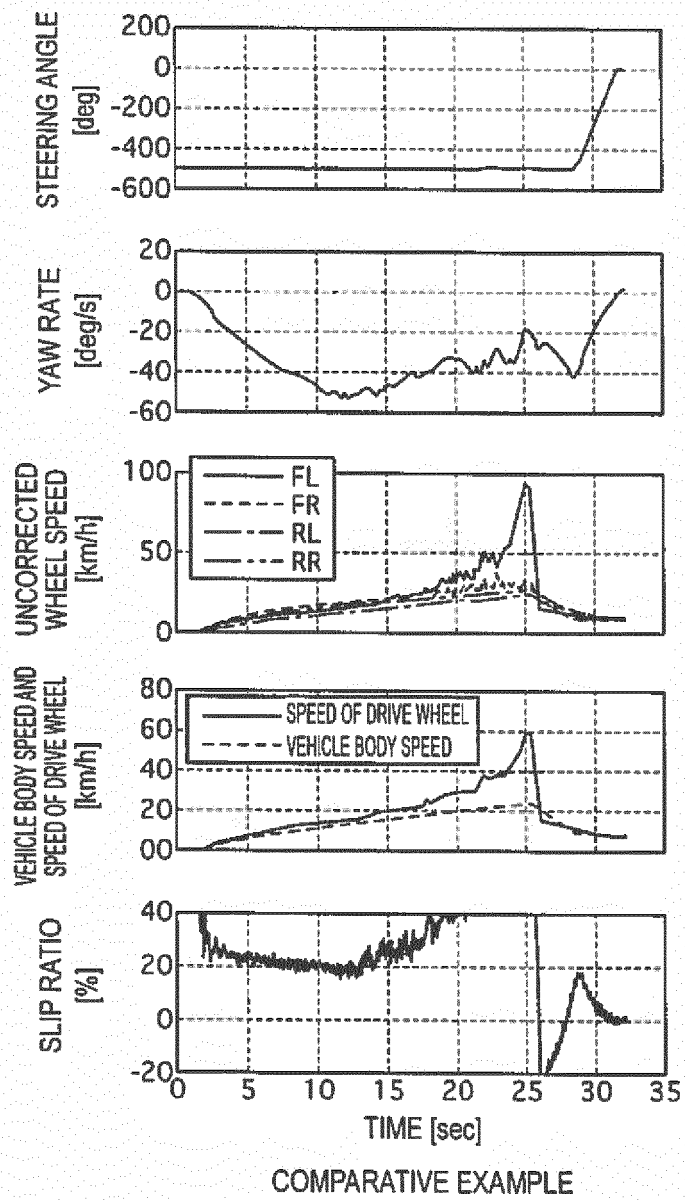 STEERING ANGLE
[deg]
200
0
-200
-400
-600
YAW RATE
[deg/s]
20
0
-20
-40
-60
UNCORRECTED
WHEEL SPEED
[km/h]
100
50
0
FL
FR
RL
RR
VEHICLE BODY SPEED AND
SPEED OF DRIVE WHEEL
[km/h]
80
60
40
20
00
SPEED OF DRIVE WHEEL
VEHICLE BODY SPEED
SLIP RATIO
[%]
40
20
0
-20
0 5 10 15 20 25 30 35
TIME [sec]
COMPARATIVE EXAMPLE